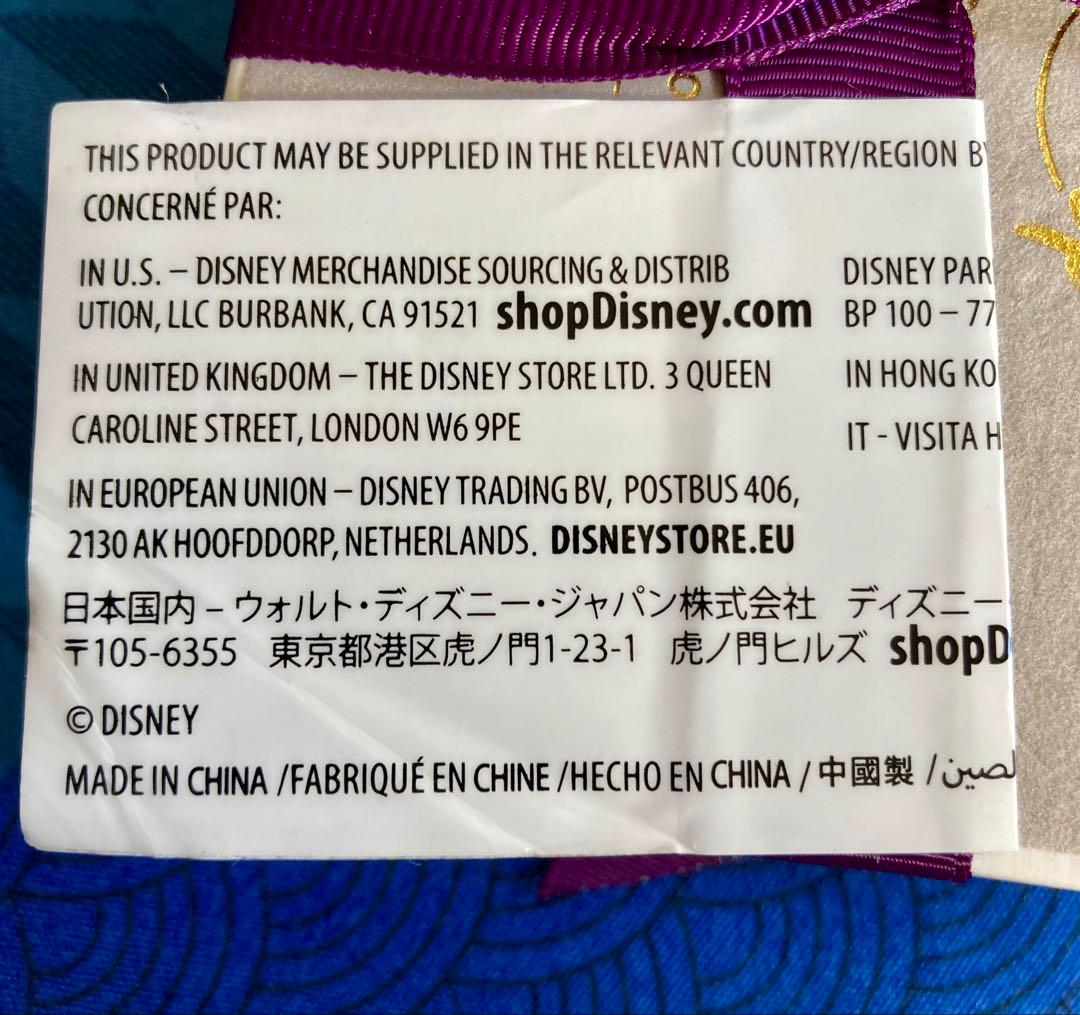 THIS PRODUCT MAY BE SUPPLIED IN THE RELEVANT COUNTRY/REGION BY
CONCERNÉ PAR:
IN U.S. – DISNEY MERCHANDISE SOURCING & DISTRIB
UTION, LLC BURBANK, CA 91521 shopDisney.com
IN UNITED KINGDOM – THE DISNEY STORE LTD. 3 QUEEN
CAROLINE STREET, LONDON W6 9PE
IN EUROPEAN UNION – DISNEY TRADING BV, POSTBUS 406,
2130 AK HOOFDDORP, NETHERLANDS. DISNEYSTORE.EU
DISNEY PAR
BP 100 – 77
IN HONG KO
IT - VISITA H
日本国内 – ウォルト・ディズニー・ジャパン株式会社 ディズニー
〒105-6355 東京都港区虎ノ門1-23-1 虎ノ門ヒルズ shopD
© DISNEY
MADE IN CHINA /FABRIQUÉ EN CHINE /HECHO EN CHINA / 中國製 /